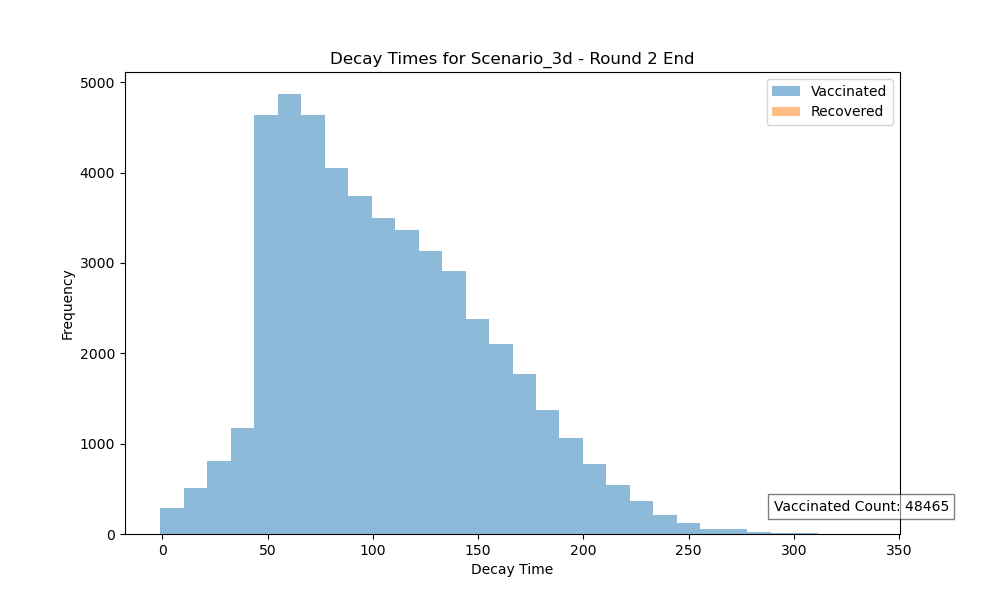 Decay Times for Scenario_3d - Round 2 End
5000
4000
3000
2000
1000
0
Frequency
Vaccinated
Recovered
Vaccinated Count: 48465
0 50 100 150 200 250 300 350
Decay Time